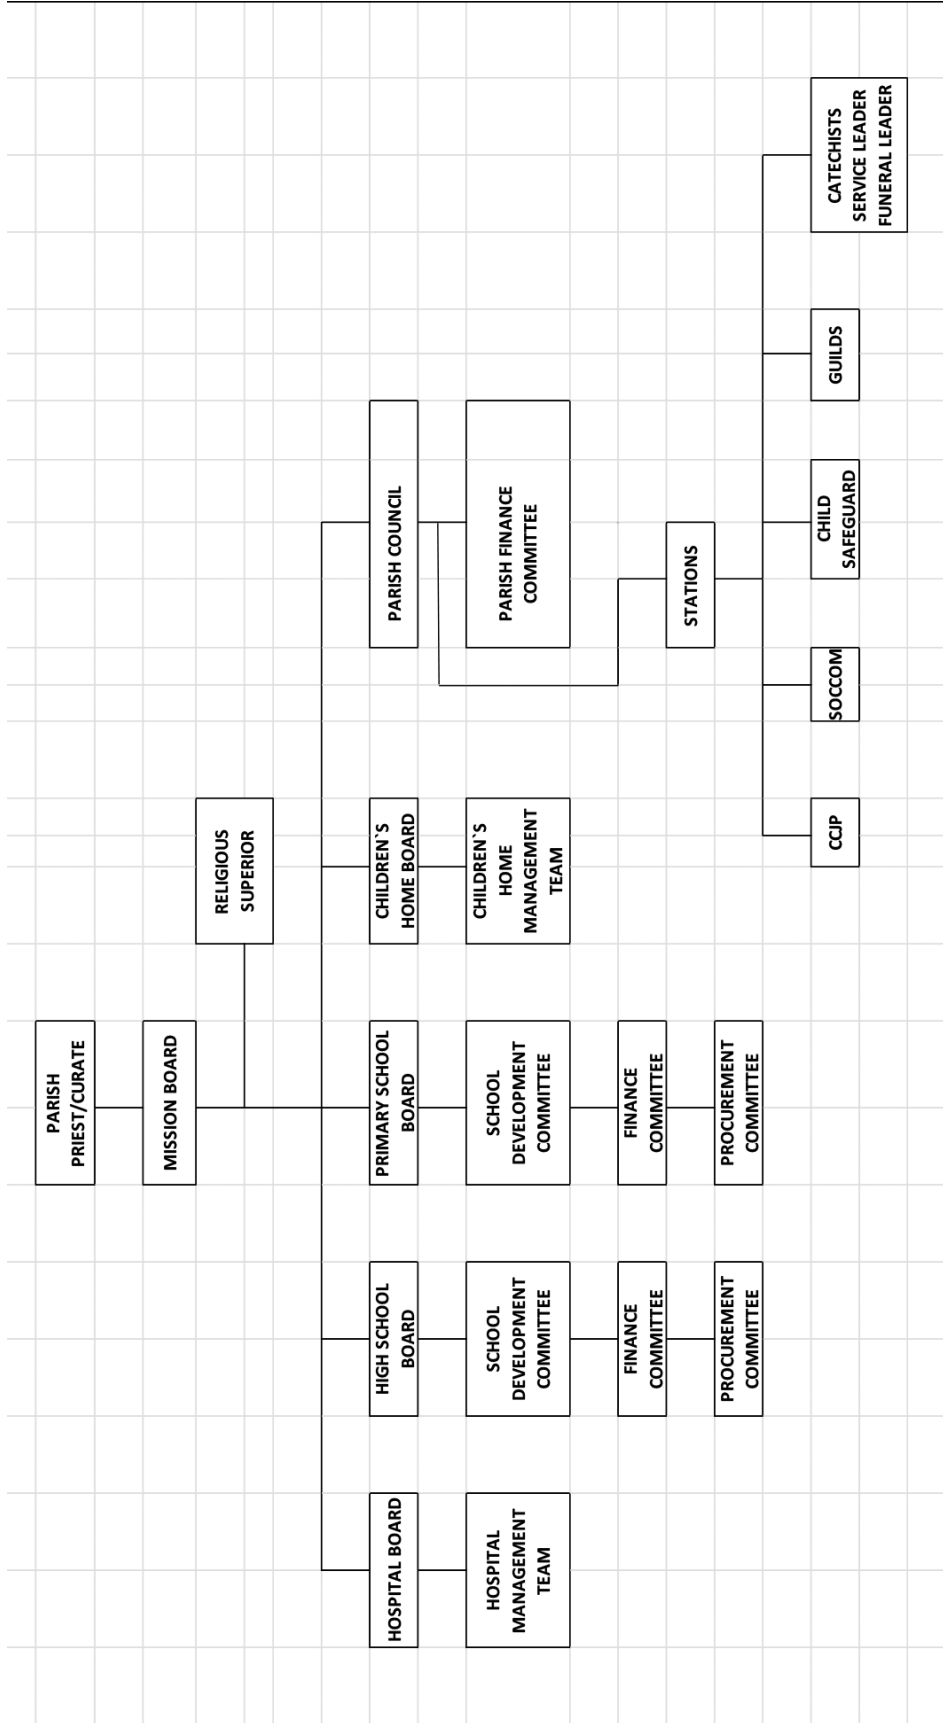 PARISH
PRIEST/CURATE
MISSION BOARD
RELIGIOUS
SUPERIOR
HOSPITAL BOARD
HIGH SCHOOL
BOARD
PRIMARY SCHOOL
BOARD
CHILDREN`S
HOME BOARD
PARISH COUNCIL
HOSPITAL
MANAGEMENT
TEAM
SCHOOL
DEVELOPMENT
COMMITTEE
SCHOOL
DEVELOPMENT
COMMITTEE
CHILDREN`S
HOME
MANAGEMENT
TEAM
PARISH FINANCE
COMMITTEE
FINANCE
COMMITTEE
FINANCE
COMMITTEE
STATIONS
PROCUREMENT
COMMITTEE
PROCUREMENT
COMMITTEE
CCJP
SOCCOM
CHILD
SAFEGUARD
GUILDS
CATECHISTS
SERVICE LEADER
FUNERAL LEADER